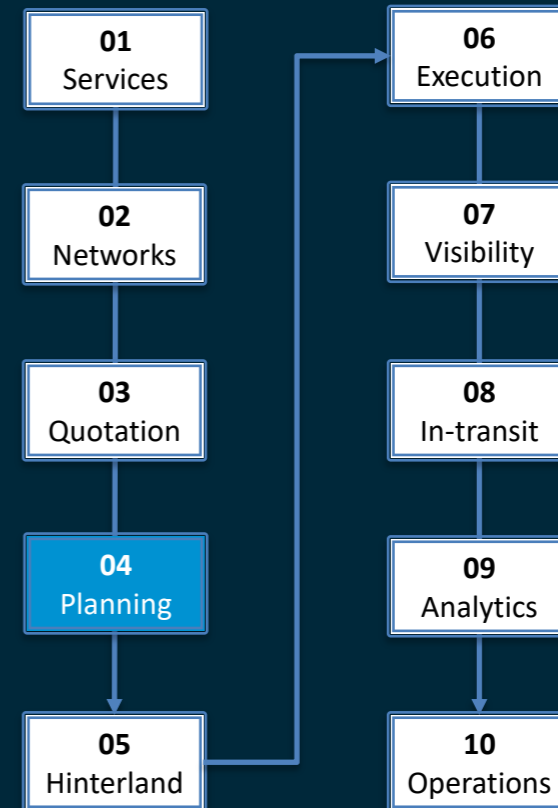 01
Services
02
Networks
03
Quotation
04
Planning
05
Hinterland
06
Execution
07
Visibility
08
In-transit
09
Analytics
10
Operations